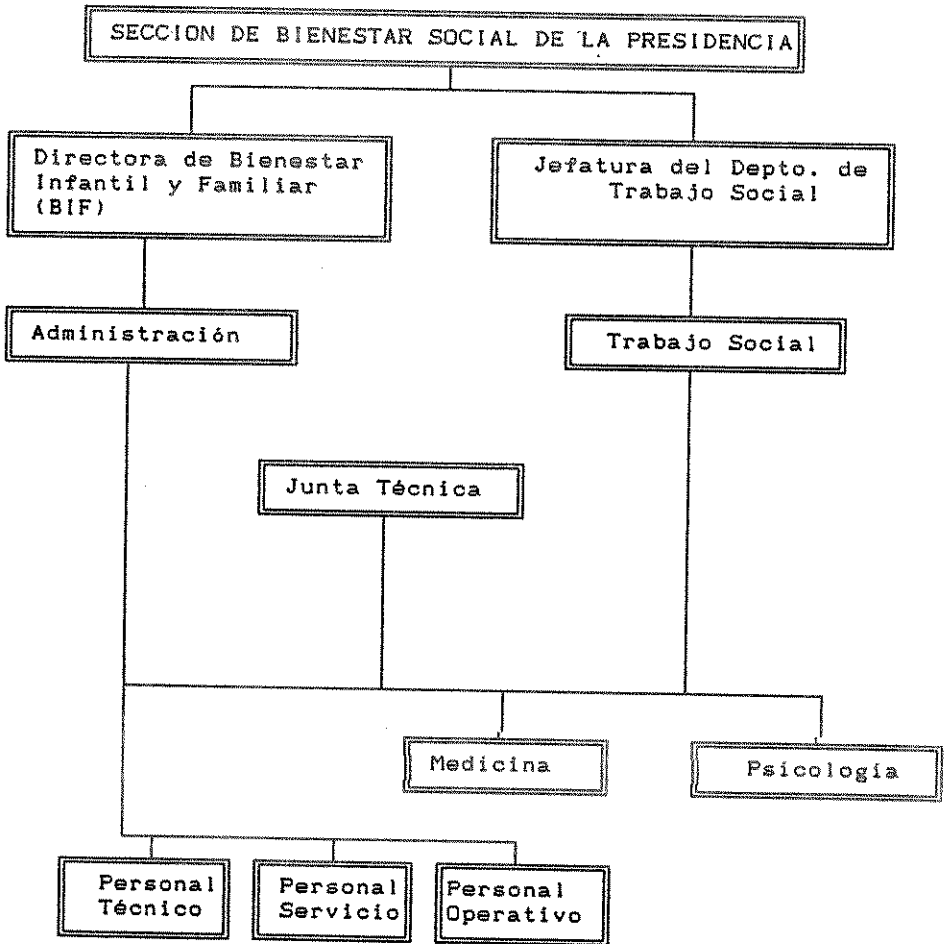 SECCION DE BIENESTAR SOCIAL DE LA PRESIDENCIA
Directora de Bienestar
Infantil y Familiar
(BIF)
Jefatura del Depto. de
Trabajo Social
Administración
Trabajo Social
Junta Técnica
Medicina
Psicología
Personal
Técnico
Personal
Servicio
Personal
Operativo